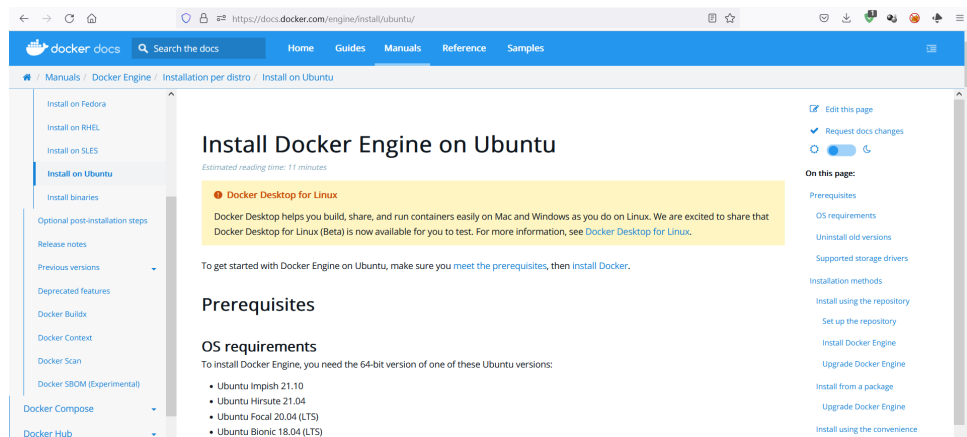 https://docs.docker.com/engine/install/ubuntu/
1
docker docs
Search the docs
Home
Guides
Manuals
Reference
Samples
/ Manuals / Docker Engine / Installation per distro / Install on Ubuntu
Install on Fedora
Install on RHEL
Install on SLES
Install on Ubuntu
Install binaries
Optional post-installation steps
Release notes
Previous versions
Deprecated features
Docker Buildx
Docker Context
Docker Scan
Docker SBOM (Experimental)
Docker Compose
Docker Hub
Install Docker Engine on Ubuntu
Estimated reading time: 11 minutes
Docker Desktop for Linux
Docker Desktop helps you build, share, and run containers easily on Mac and Windows as you do on Linux. We are excited to share that
Docker Desktop for Linux (Beta) is now available for you to test. For more information, see Docker Desktop for Linux.
To get started with Docker Engine on Ubuntu, make sure you meet the prerequisites, then install Docker.
Prerequisites
OS requirements
To install Docker Engine, you need the 64-bit version of one of these Ubuntu versions:
• Ubuntu Impish 21.10
• Ubuntu Hirsute 21.04
• Ubuntu Focal 20.04 (LTS)
• Ubuntu Bionic 18.04 (LTS)
Edit this page
Request docs changes
On this page:
Prerequisites
OS requirements
Uninstall old versions
Supported storage drivers
Installation methods
Install using the repository
Set up the repository
Install Docker Engine
Upgrade Docker Engine
Install from a package
Upgrade Docker Engine
Install using the convenience